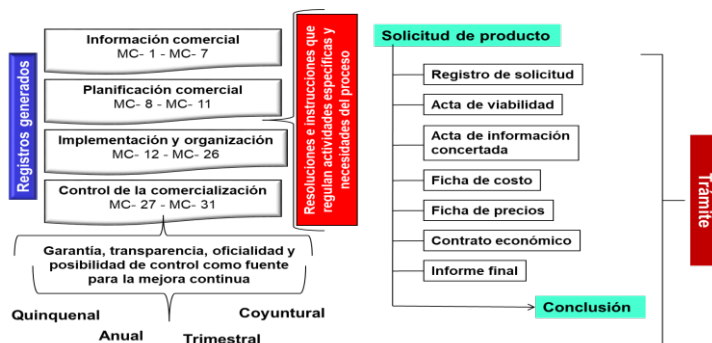 Registros generados
Información comercial
MC- 1 - MC- 7
Planificación comercial
MC- 8 - MC- 11
Implementación y organización
MC- 12 - MC- 26
Control de la comercialización
MC- 27 - MC- 31
Resoluciones e instrucciones que
regulan actividades específicas y
necesidades del proceso
Garantía, transparencia, oficialidad y
posibilidad de control como fuente
para la mejora continua
Quinquenal
Anual
Trimestral
Coyuntural
Solicitud de producto
Registro de solicitud
Acta de viabilidad
Acta de información
concertada
Ficha de costo
Ficha de precios
Contrato económico
Informe final
Conclusión
Trámite